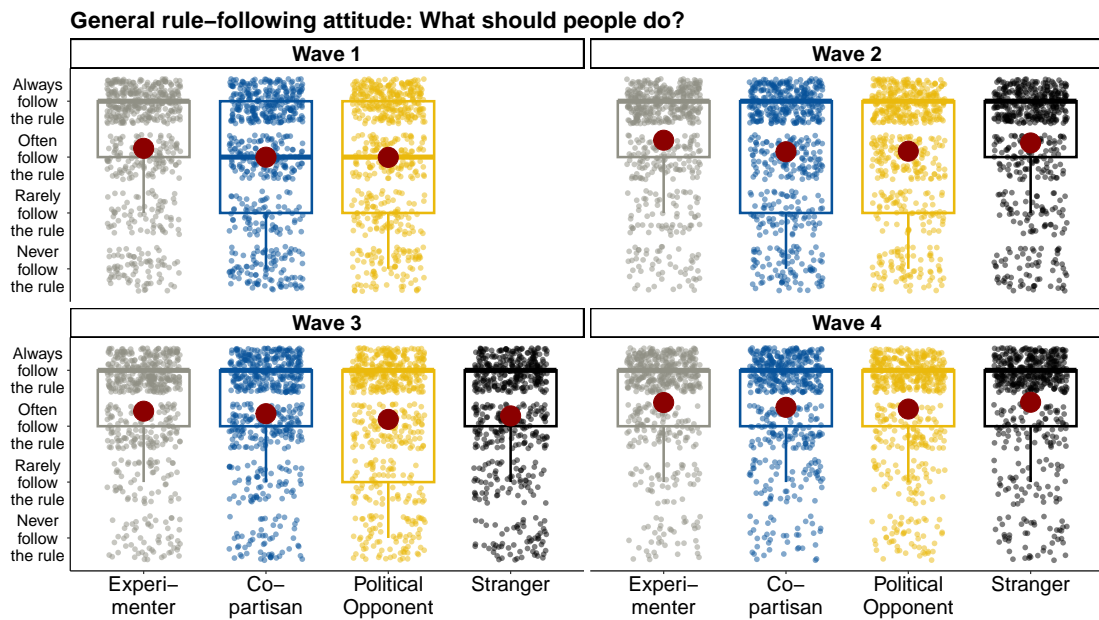 General rule–following attitude: What should people do?
Wave 1
Wave 2
Always
follow
the rule
Often
follow
the rule
Rarely
follow
the rule
Never
follow
the rule
Wave 3
Wave 4
Always
follow
the rule
Often
follow
the rule
Rarely
follow
the rule
Never
follow
the rule
Experi–
menter
Co–
partisan
Political
Opponent
Stranger
Experi–
menter
Co–
partisan
Political
Opponent
Stranger